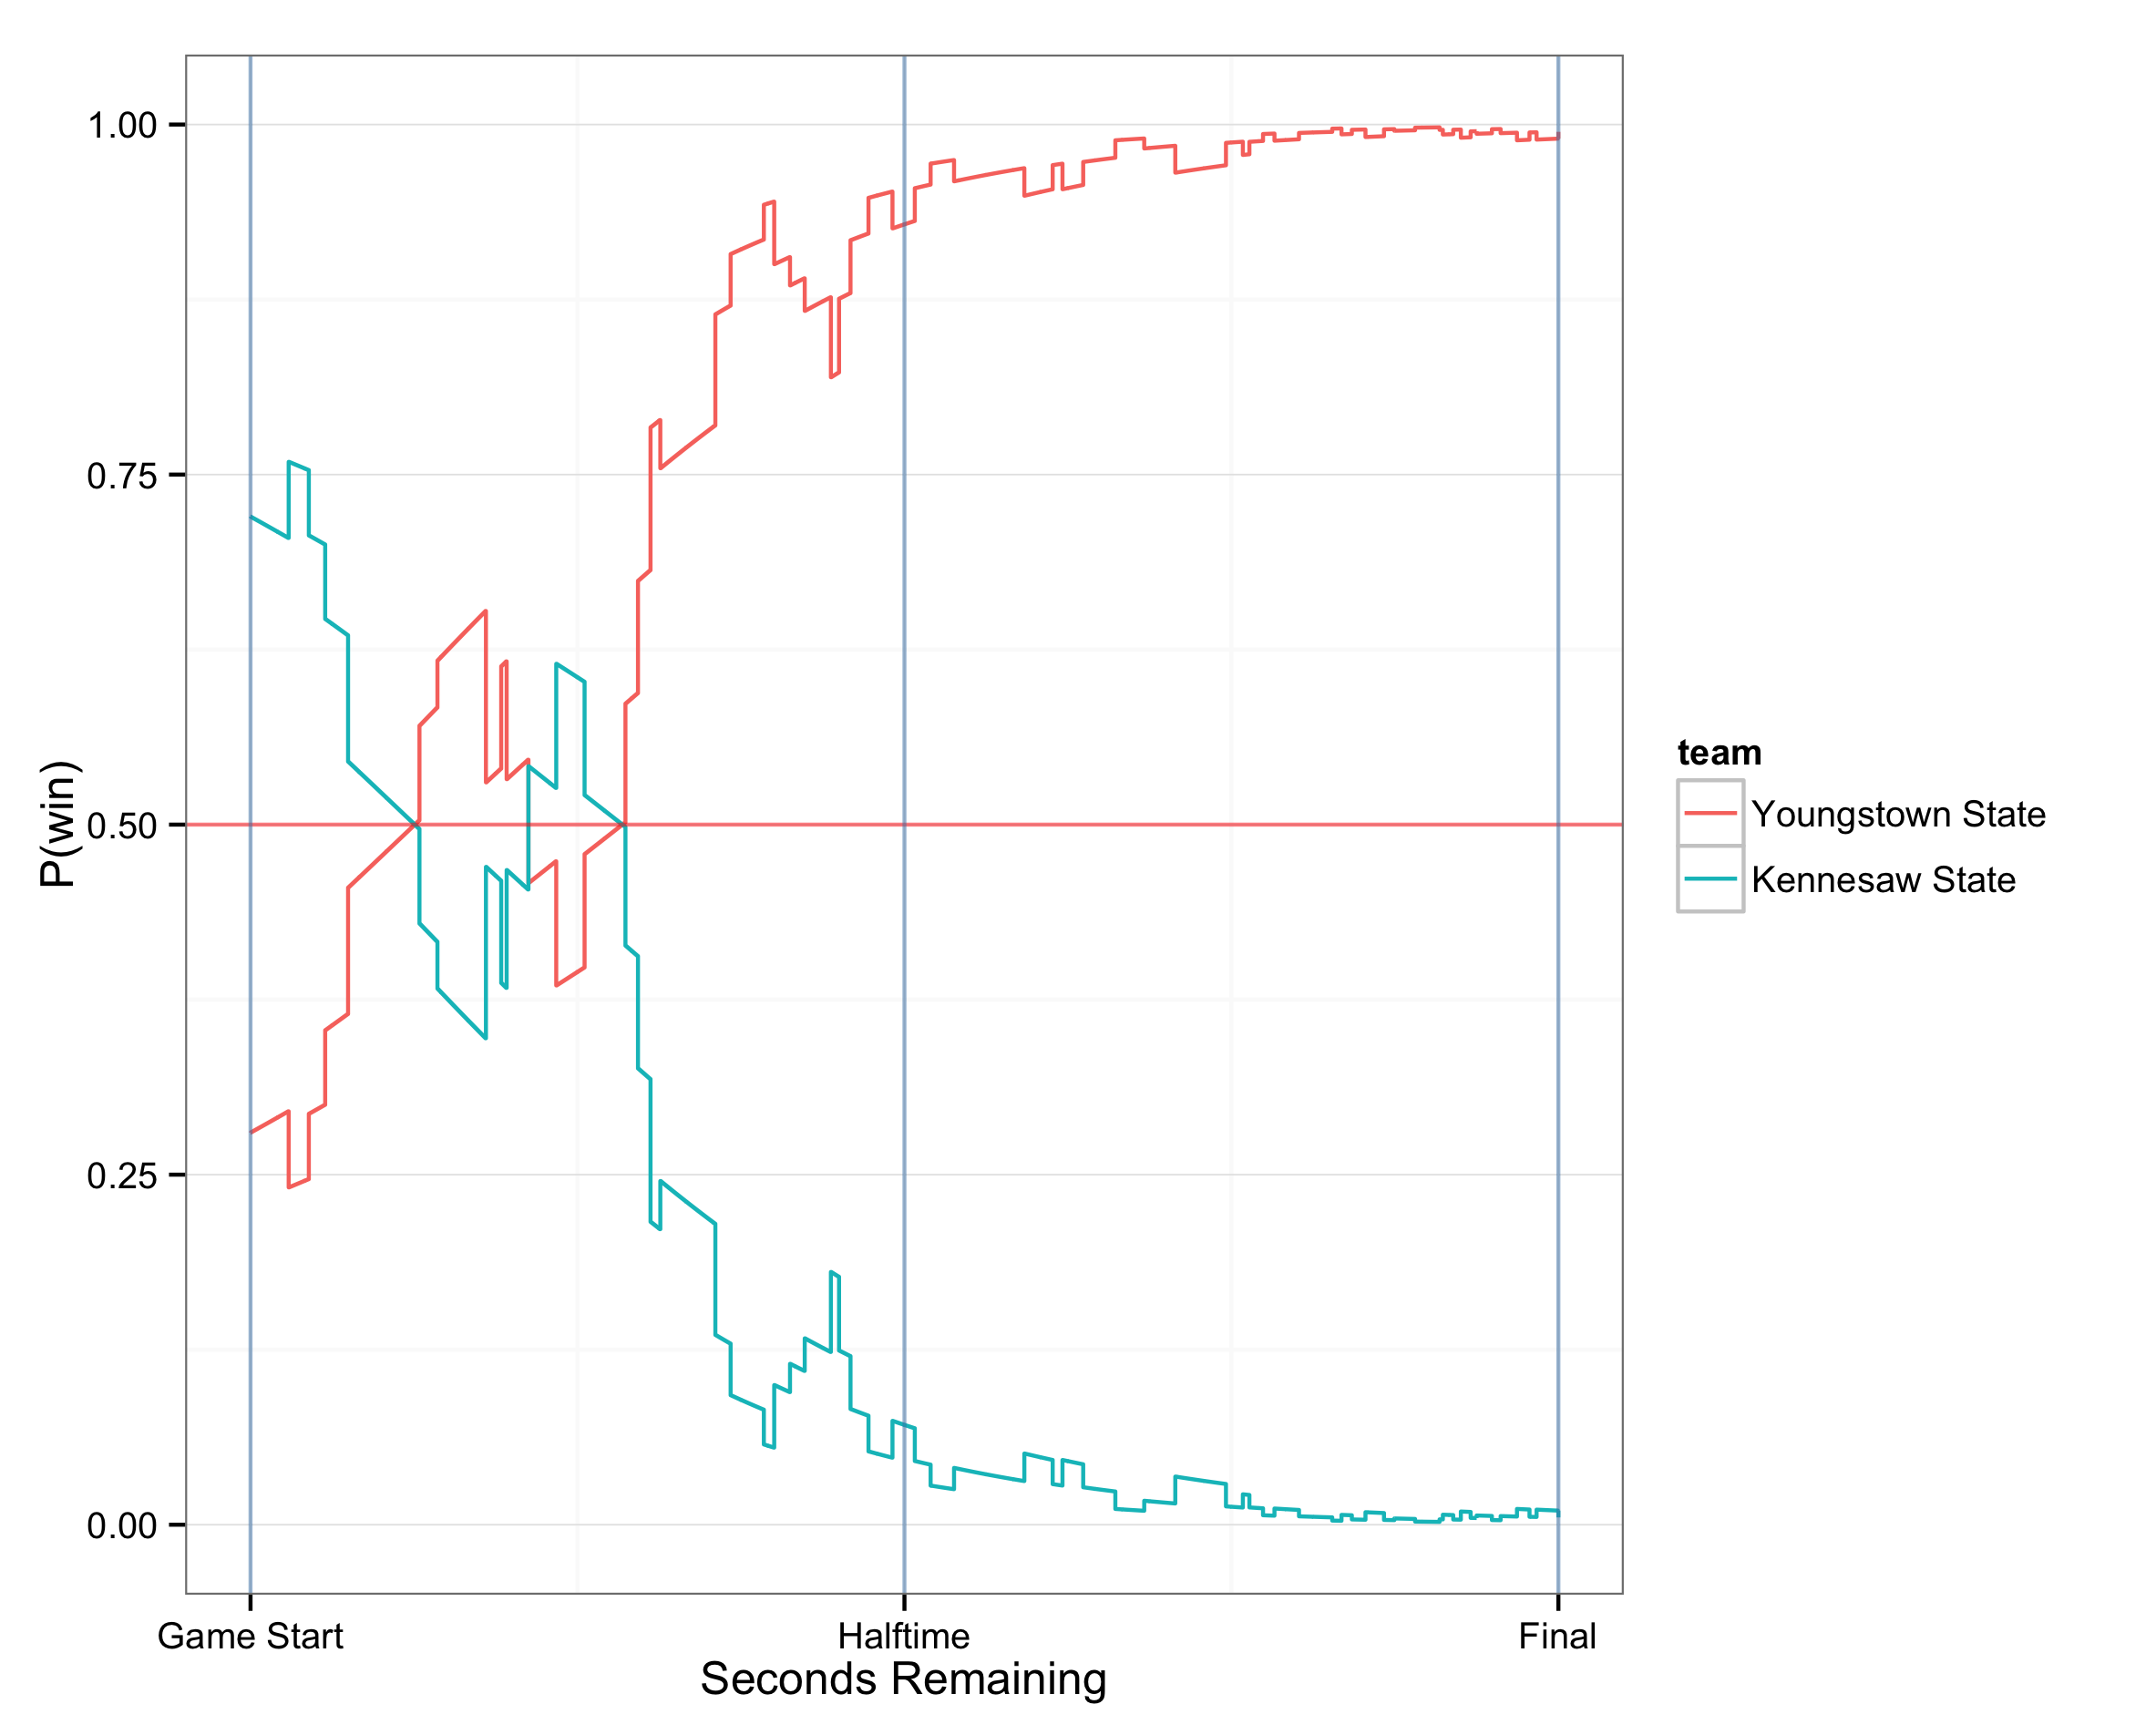 1.00
0.75
0.50
0.25
0.00
P(win)
Game Start
Halftime
Final
Seconds Remaining
team
Youngstown State
Kennesaw State